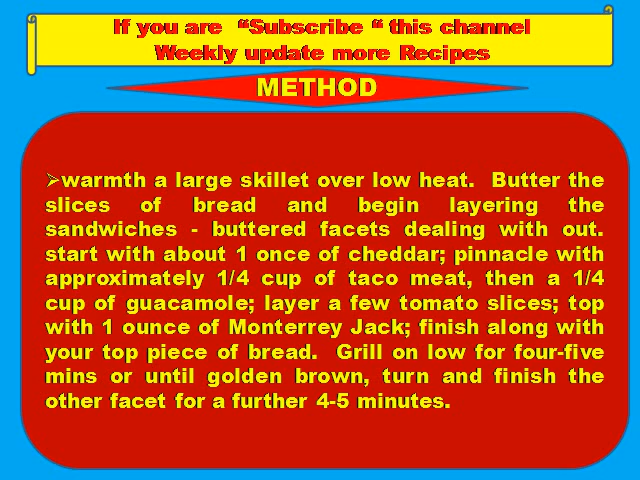 If you are “Subscribe “ this channel
Weekly update more Recipes
METHOD
➢warmth a large skillet over low heat. Butter the
slices of bread and begin layering the
sandwiches - buttered facets dealing with out.
start with about 1 once of cheddar; pinnacle with
approximately 1/4 cup of taco meat, then a 1/4
cup of guacamole; layer a few tomato slices; top
with 1 ounce of Monterrey Jack; finish along with
your top piece of bread. Grill on low for four-five
mins or until golden brown, turn and finish the
other facet for a further 4-5 minutes.